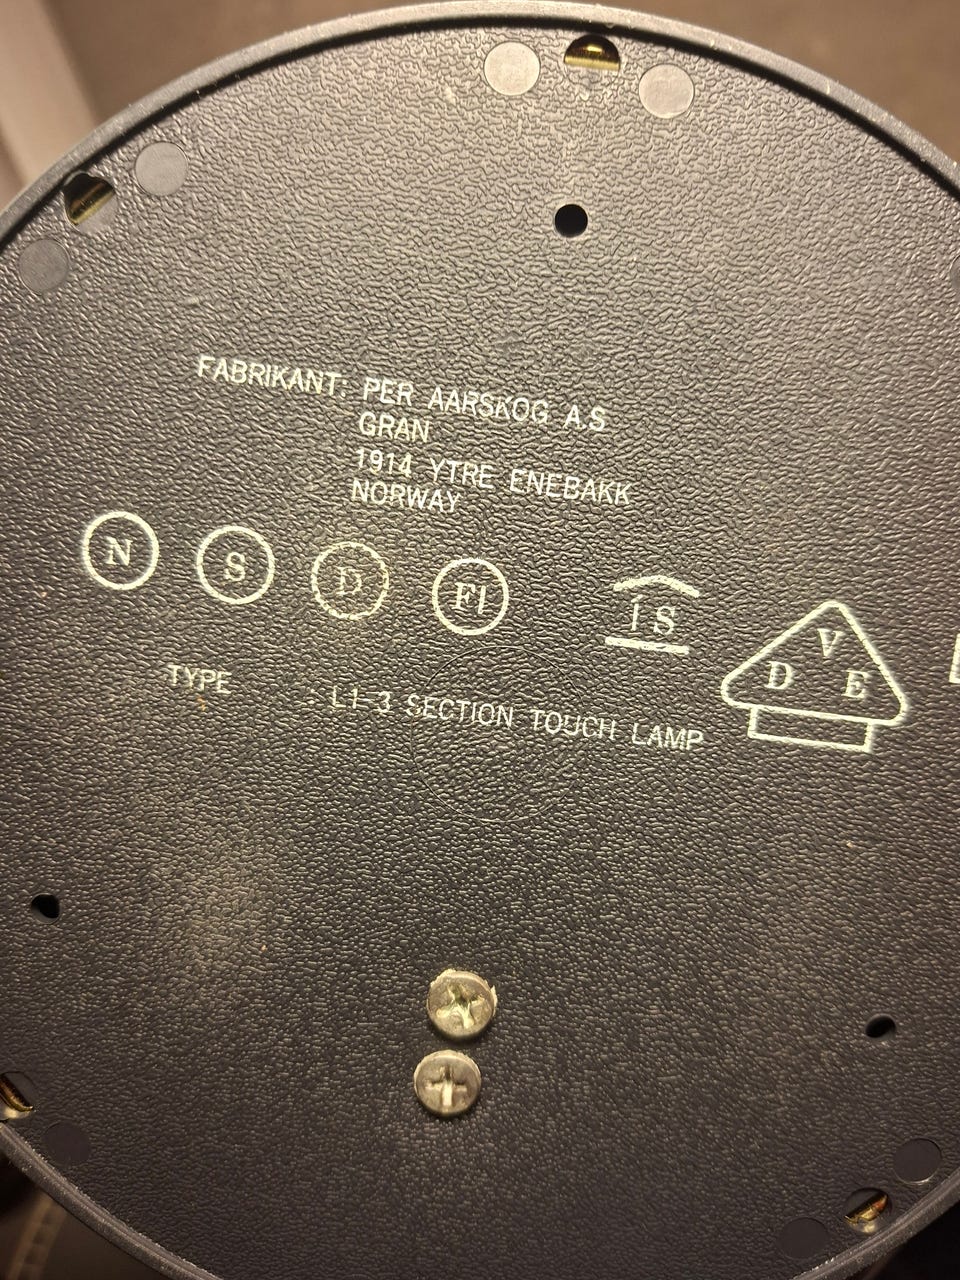 FABRIKANT: PER AARSKOG A.S
GRAN
1914 YTRE ENEBAKK
NORWAY
N S D FI
IS
D V E
TYPE : L1-3 SECTION TOUCH LAMP